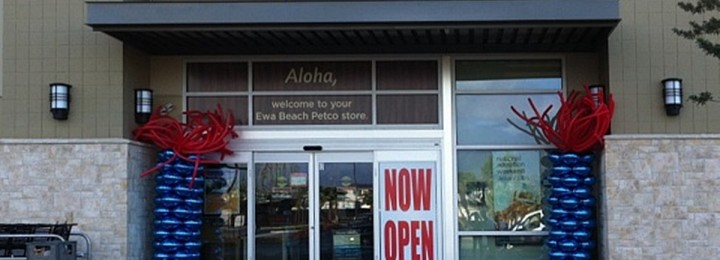 Aloha,
welcome to your
Ewa Beach Petco store.
NOW
OPEN